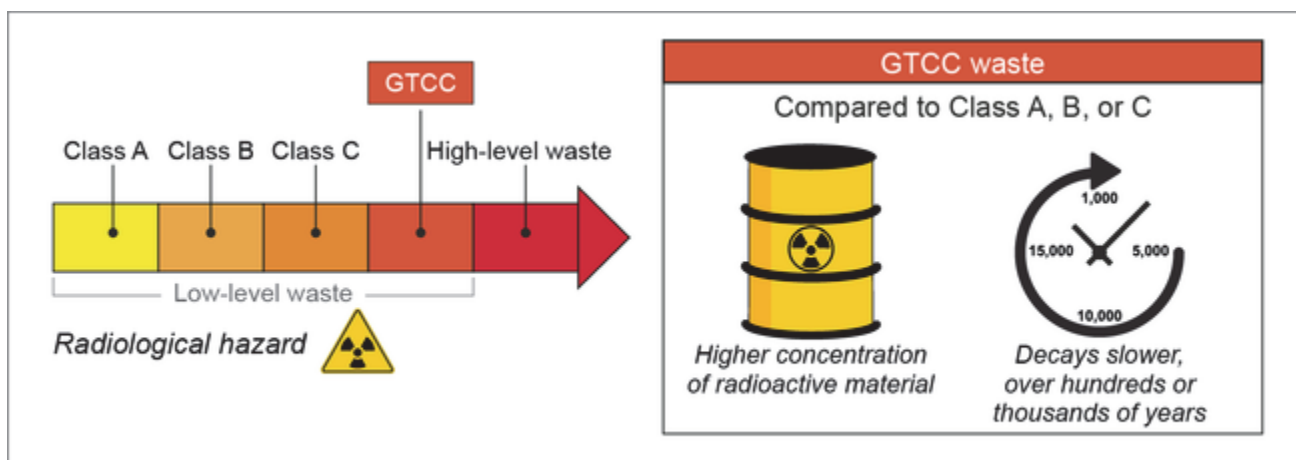 GTCC
Class A
Class B
Class C
High-level waste
Low-level waste
Radiological hazard
GTCC waste
Compared to Class A, B, or C
Higher concentration
of radioactive material
1,000
15,000
5,000
10,000
Decays slower,
over hundreds or
thousands of years